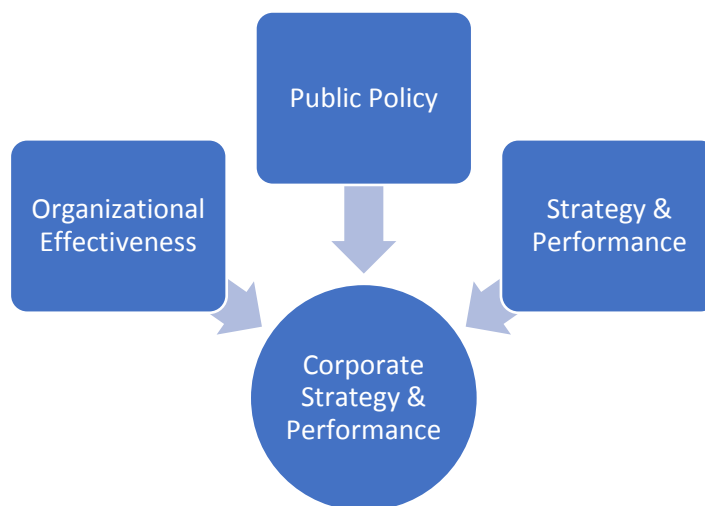 Public Policy
Organizational
Effectiveness
Strategy &
Performance
Corporate
Strategy &
Performance